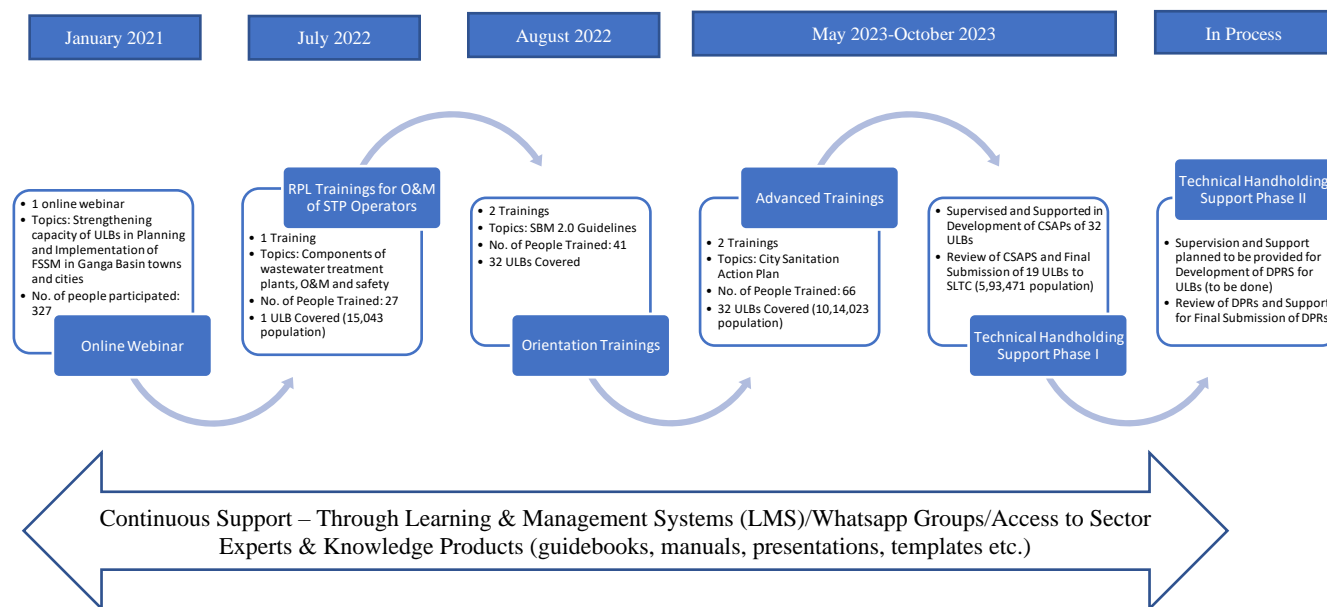 January 2021
July 2022
August 2022
May 2023-October 2023
In Process
• 1 online webinar
• Topics: Strengthening
capacity of ULBs in Planning
and Implementation of
FSSM in Ganga Basin towns
and cities
• No. of people participated:
327
Online Webinar
RPL Trainings for O&M
of STP Operators
• 1 Training
• Topics: Components of
wastewater treatment
plants, O&M and safety
• No. of People Trained: 27
• 1 ULB Covered (15,043
population)
• 2 Trainings
• Topics: SBM 2.0 Guidelines
• No. of People Trained: 41
• 32 ULBs Covered
Orientation Trainings
Advanced Trainings
• 2 Trainings
• Topics: City Sanitation
Action Plan
• No. of People Trained: 66
• 32 ULBs Covered (10,14,023
population)
• Supervised and Supported in
Development of CSAPs of 32
ULBs
• Review of CSAPS and Final
Submission of 19 ULBs to
SLTC (5,93,471 population)
Technical Handholding
Support Phase I
Technical Handholding
Support Phase II
• Supervision and Support
planned to be provided for
Development of DPRS for
ULBs (to be done)
• Review of DPRs and Support
for Final Submission of DPRs
Continuous Support – Through Learning & Management Systems (LMS)/Whatsapp Groups/Access to Sector
Experts & Knowledge Products (guidebooks, manuals, presentations, templates etc.)